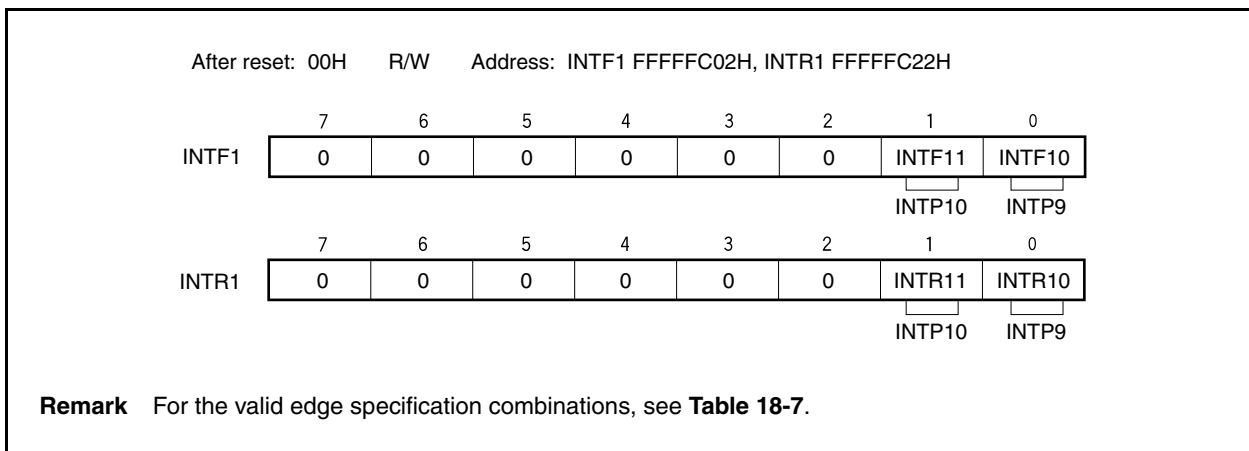 After reset: 00H R/W Address: INTF1 FFFFFC02H, INTR1 FFFFFC22H
7 6 5 4 3 2 1 0
INTF1 0 0 0 0 0 0 INTF11 INTF10
INTP10 INTP9
7 6 5 4 3 2 1 0
INTR1 0 0 0 0 0 0 INTR11 INTR10
INTP10 INTP9
Remark For the valid edge specification combinations, see Table 18-7.